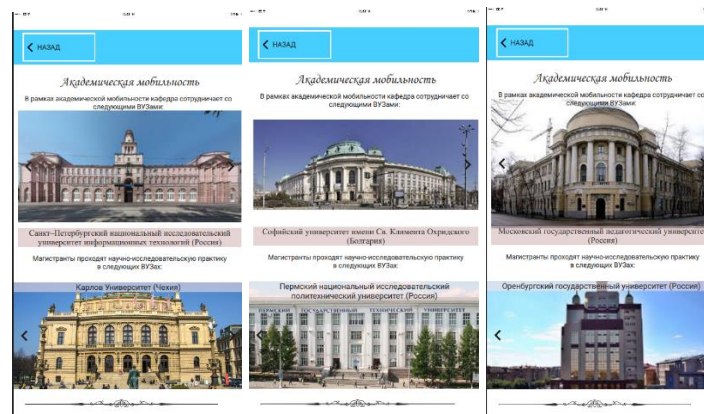 НАЗАД
Академическая мобильность
В рамках академической мобильности кафедра сотрудничает со
следующими ВУЗами:
Санкт-Петербургский национальный исследовательский
университет информационных технологий (Россия)
Магистранты проходят научно-исследовательскую практику
в следующих ВУЗах:
Карлов Университет (Чехия)
НАЗАД
Академическая мобильность
В рамках академической мобильности кафедра сотрудничает со
следующими ВУЗами:
Софийский университет имени Св. Климента Охридского
(Болгария)
Магистранты проходят научно-исследовательскую практику
в следующих ВУЗах:
Пермский национальный исследовательский
политехнический университет (Россия)
ПЕРМСКИЙ ГОСУДАРСТВЕННЫЙ ТЕХНИЧЕСКИЙ УНИВЕРСИТЕТ
НАЗАД
Академическая мобильность
В рамках академической мобильности кафедра сотрудничает со
следующими ВУЗами:
Московский государственный педагогический университе
(Россия)
Магистранты проходят научно-исследовательскую практику
в следующих ВУЗах:
Оренбургский государственный университет (Россия)